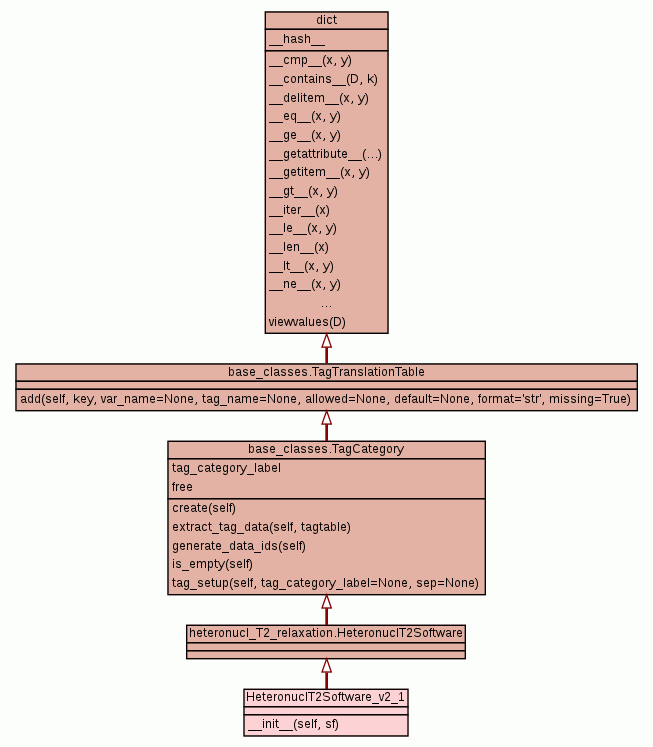 dict
__hash__
__cmp__(x, y)
__contains__(D, k)
__delitem__(x, y)
__eq__(x, y)
__ge__(x, y)
__getattribute__(...)
__getitem__(x, y)
__gt__(x, y)
__iter__(x)
__le__(x, y)
__len__(x)
__lt__(x, y)
__ne__(x, y)
...
viewvalues(D)
base_classes.TagTranslationTable
add(self, key, var_name=None, tag_name=None, allowed=None, default=None, format='str', missing=True)
base_classes.TagCategory
tag_category_label
free
create(self)
extract_tag_data(self, tagtable)
generate_data_ids(self)
is_empty(self)
tag_setup(self, tag_category_label=None, sep=None)
heteronucl_T2_relaxation.HeteronuclT2Software
HeteronuclT2Software_v2_1
__init__(self, sf)